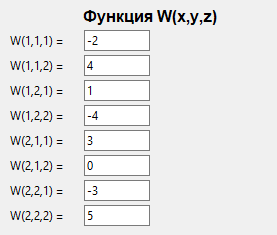 Функция W(x,y,z)
W(1,1,1) = -2
W(1,1,2) = 4
W(1,2,1) = 1
W(1,2,2) = -4
W(2,1,1) = 3
W(2,1,2) = 0
W(2,2,1) = -3
W(2,2,2) = 5